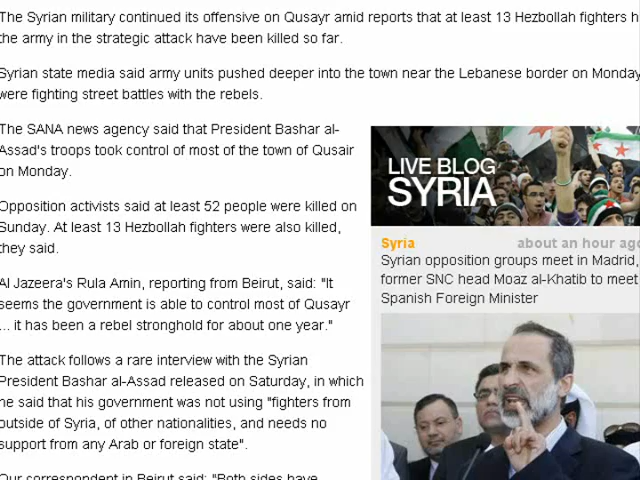 The Syrian military continued its offensive on Qusayr amid reports that at least 13 Hezbollah fighters
the army in the strategic attack have been killed so far.
Syrian state media said army units pushed deeper into the town near the Lebanese border on Monday
were fighting street battles with the rebels.
The SANA news agency said that President Bashar al-
Assad's troops took control of most of the town of Qusair
on Monday.
Opposition activists said at least 52 people were killed on
Sunday. At least 13 Hezbollah fighters were also killed,
they said.
Al Jazeera's Rula Amin, reporting from Beirut, said: "It
seems the government is able to control most of Qusayr
... it has been a rebel stronghold for about one year."
The attack follows a rare interview with the Syrian
President Bashar al-Assad released on Saturday, in which
he said that his government was not using "fighters from
outside of Syria, of other nationalities, and needs no
support from any Arab or foreign state".
Our correspondent in Beirut said: "Both sides have
LIVE BLOG
SYRIA
Syria about an hour ago
Syrian opposition groups meet in Madrid,
former SNC head Moaz al-Khatib to meet
Spanish Foreign Minister